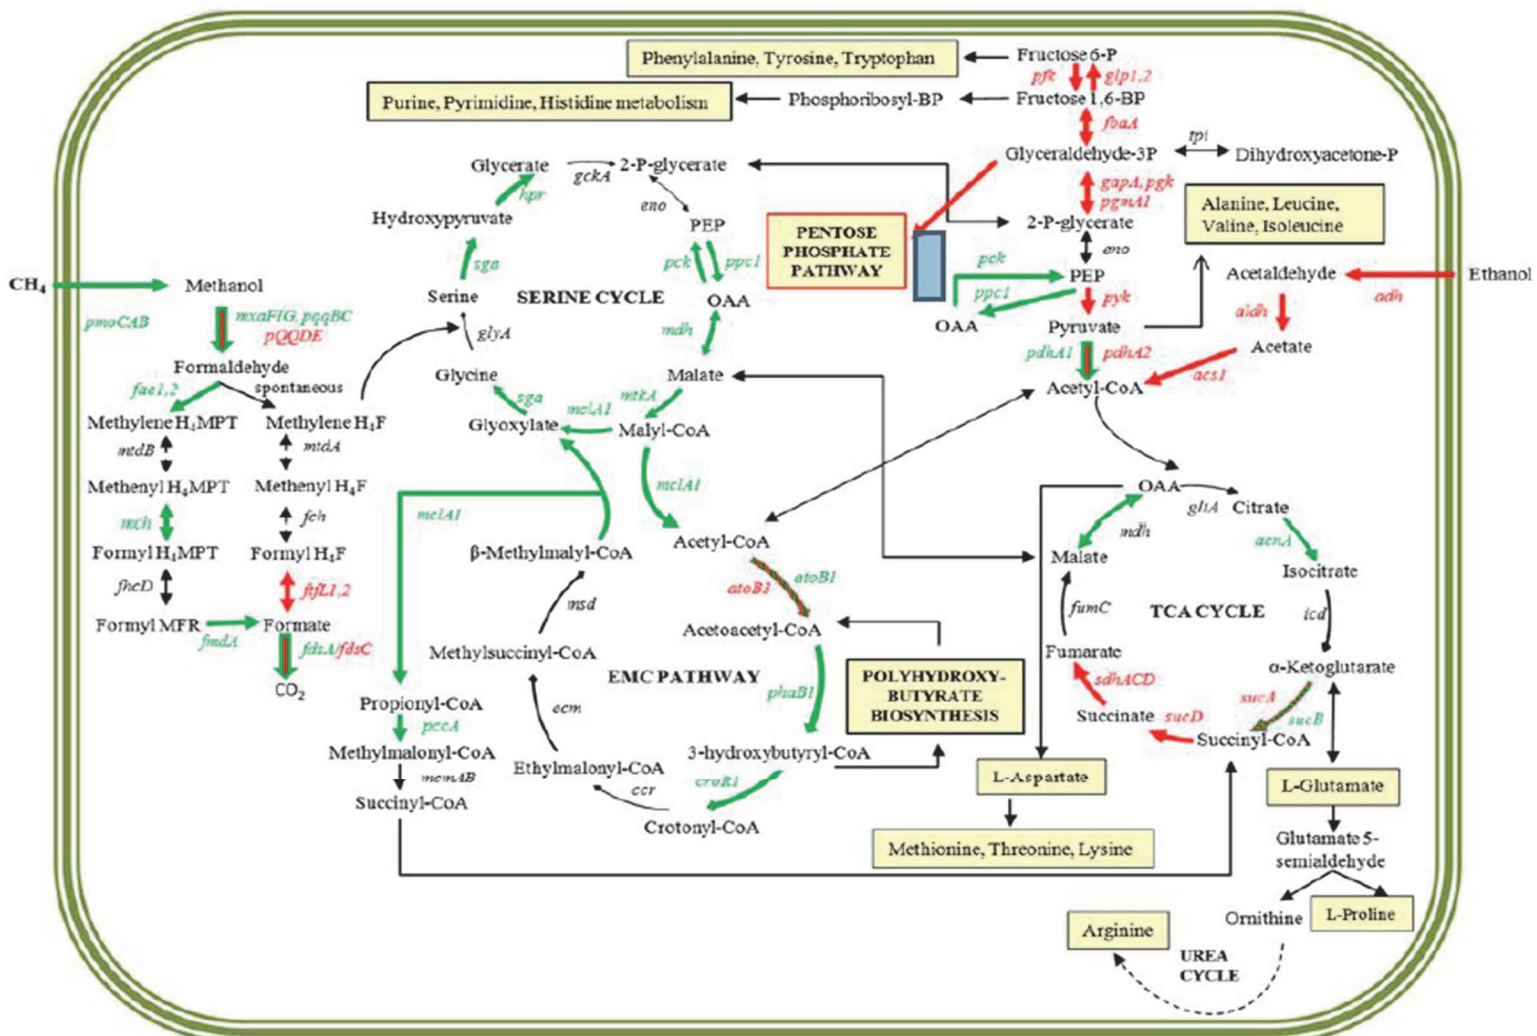 Phenylalanine, Tyrosine, Tryptophan
Fructose 6-P
pfk
glp1,2
Purine, Pyrimidine, Histidine metabolism
Phosphoribosyl-BP
Fructose 1,6-BP
fbaA
Glyceraldehyde-3P
tpi
Dihydroxyacetone-P
gapA, pgk
pgmA1
2-P-glycerate
eno
PEP
Alanine, Leucine,
Valine, Isoleucine
PENTOSE
PHOSPHATE
PATHWAY
pck
ppc1
OAA
pyk
Pyruvate
pdhA1
pdhA2
Acetyl-CoA
Acetaldehyde
adh
Ethanol
aldh
Acetate
acs1
Glycerate
gckA
2-P-glycerate
hpr
eno
Hydroxypyruvate
PEP
sga
pck
ppc1
Serine
SERINE CYCLE
OAA
glyA
mdh
Glycine
Malate
sga
mtkA
mclA1
Glyoxylate
Malyl-CoA
mclA1
CH4
pmoCAB
Methanol
mxaFIG, pqqBC
pQQDE
Formaldehyde
fae1,2
spontaneous
Methylene H4MPT
Methylene H4F
mtdB
mtdA
Methenyl H4MPT
Methenyl H4F
mch
fch
Formyl H4MPT
Formyl H4F
fhcD
ftfL1,2
Formyl MFR
fmdA
Formate
fdsA/fdsC
CO2
mclA1
β-Methylmalyl-CoA
Acetyl-CoA
atoB3
atoB1
msd
Acetoacetyl-CoA
Methylsuccinyl-CoA
EMC PATHWAY
phaB1
POLYHYDROXY-
BUTYRATE
BIOSYNTHESIS
Propionyl-CoA
ecm
pccA
Methylmalonyl-CoA
Ethylmalonyl-CoA
3-hydroxybutyryl-CoA
mcmAB
ccr
croR1
Succinyl-CoA
Crotonyl-CoA
OAA
gltA
Citrate
mdh
acnA
Malate
Isocitrate
fumC
TCA CYCLE
icd
Fumarate
α-Ketoglutarate
sdhACD
sucA
sucB
Succinate
sucD
Succinyl-CoA
L-Aspartate
L-Glutamate
Methionine, Threonine, Lysine
Glutamate 5-
semialdehyde
Ornithine
L-Proline
Arginine
UREA
CYCLE